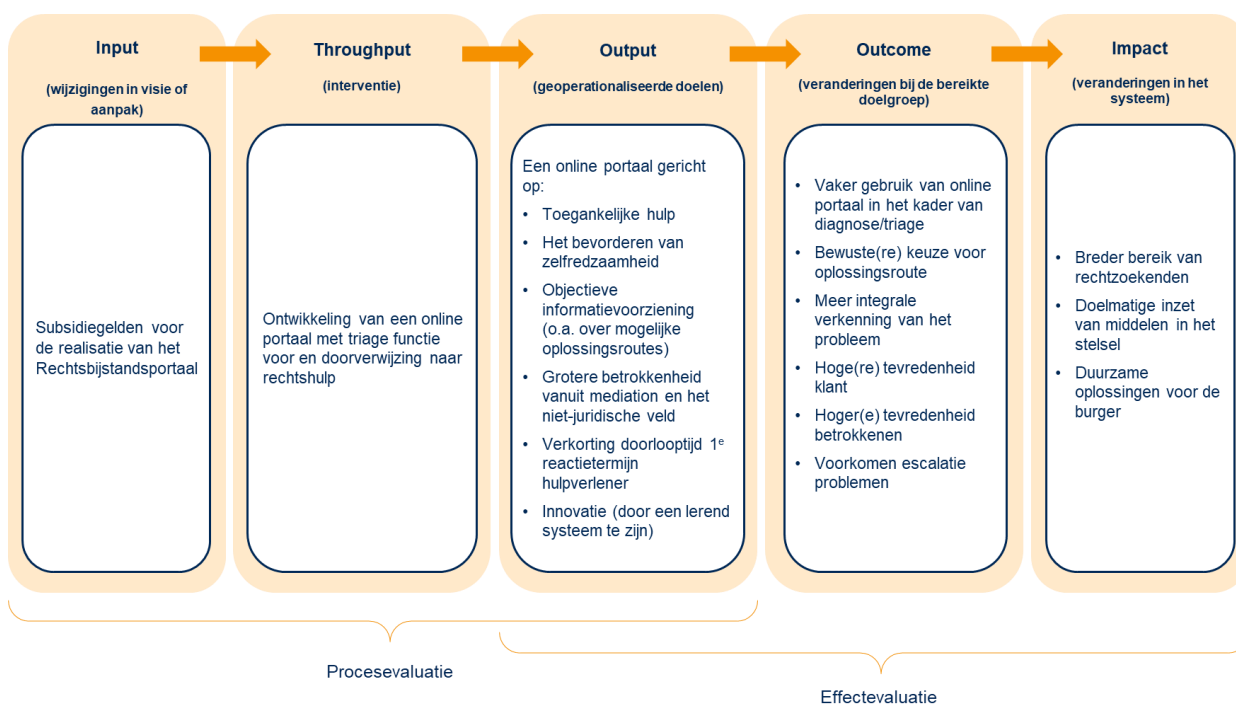 Input
(wijzigingen in visie of
aanpak)
Subsidiegelden voor
de realisatie van het
Rechtsbijstandsportaal
Throughput
(interventie)
Ontwikkeling van een online
portaal met triage functie
voor en doorverwijzing naar
rechtshulp
Output
(geoperationaliseerde doelen)
Een online portaal gericht
op:
• Toegankelijke hulp
• Het bevorderen van
zelfredzaamheid
• Objectieve
informatievoorziening
(o.a. over mogelijke
oplossingsroutes)
• Grotere betrokkenheid
vanuit mediation en het
niet-juridische veld
• Verkorting doorlooptijd 1e
reactietermijn
hulpverlener
• Innovatie (door een lerend
systeem te zijn)
Outcome
(veranderingen bij de bereikte
doelgroep)
• Vaker gebruik van online
portaal in het kader van
diagnose/triage
• Bewuste(re) keuze voor
oplossingsroute
• Meer integrale
verkenning van het
probleem
• Hoge(re) tevredenheid
klant
• Hoger(e) tevredenheid
betrokkenen
• Voorkomen escalatie
problemen
Impact
(veranderingen in het
systeem)
• Breder bereik van
rechtzoekenden
• Doelmatige inzet
van middelen in het
stelsel
• Duurzame
oplossingen voor de
burger
Procesevaluatie
Effectevaluatie